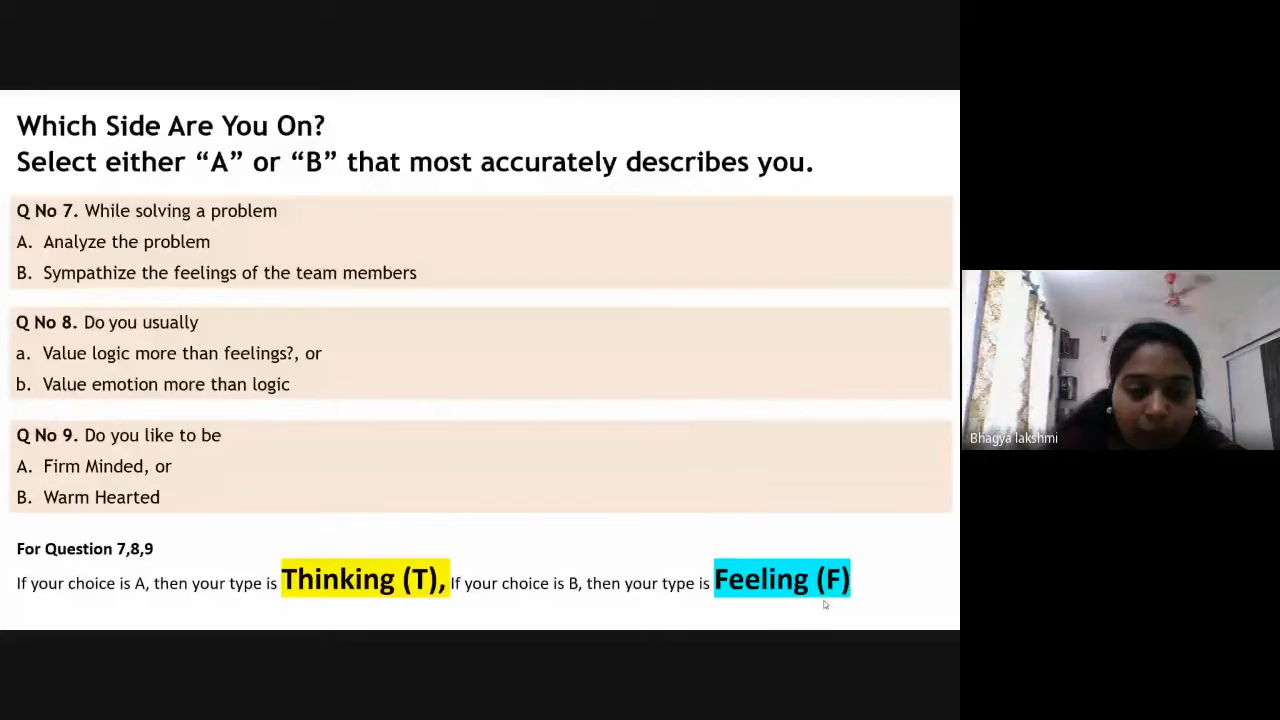 Which Side Are You On?
Select either “A” or “B” that most accurately describes you.
Q No 7. While solving a problem
A. Analyze the problem
B. Sympathize the feelings of the team members
Q No 8. Do you usually
a. Value logic more than feelings?, or
b. Value emotion more than logic
Q No 9. Do you like to be
A. Firm Minded, or
B. Warm Hearted
For Question 7,8,9
If your choice is A, then your type is Thinking (T), If your choice is B, then your type is Feeling (F)
Bhagya lakshmi